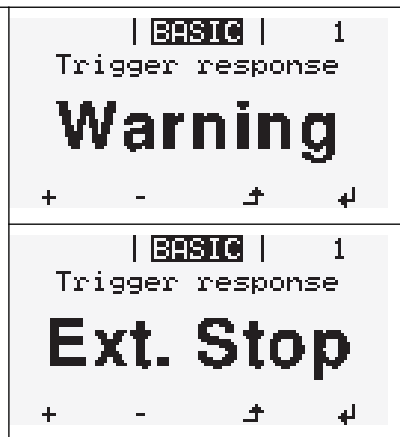 | BASIC | 1
Trigger response
Warning
+ - ⬏ ↵
| BASIC | 1
Trigger response
Ext. Stop
+ - ⬏ ↵